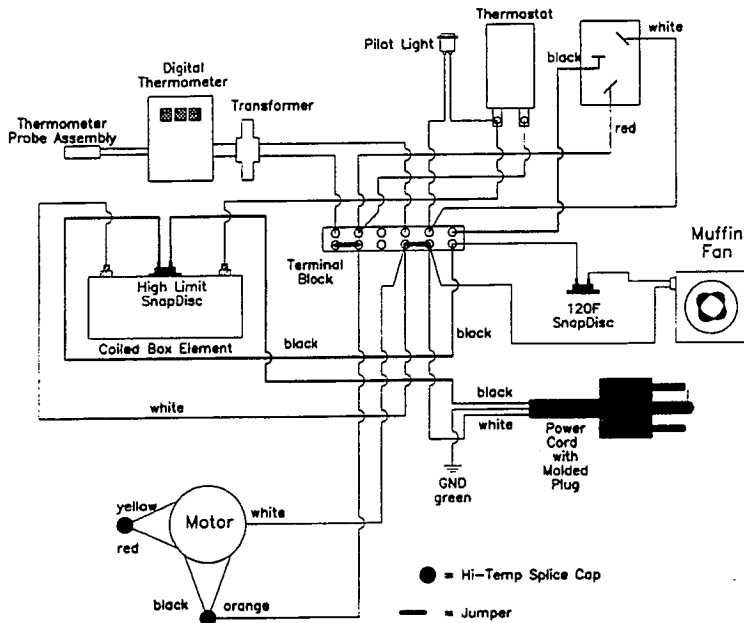 Thermostat
white
Pilot Light
black
Digital
Thermometer
Transformer
Thermometer
Probe Assembly
red
Muffin
Fan
Terminal
Block
High Limit
SnapDisc
120F
SnapDisc
Coiled Box Element
black
black
white
black
white
Power
Cord
with
Molded
Plug
GND
green
yellow
Motor
white
red
black
orange
= Hi-Temp Splice Cap
= Jumper